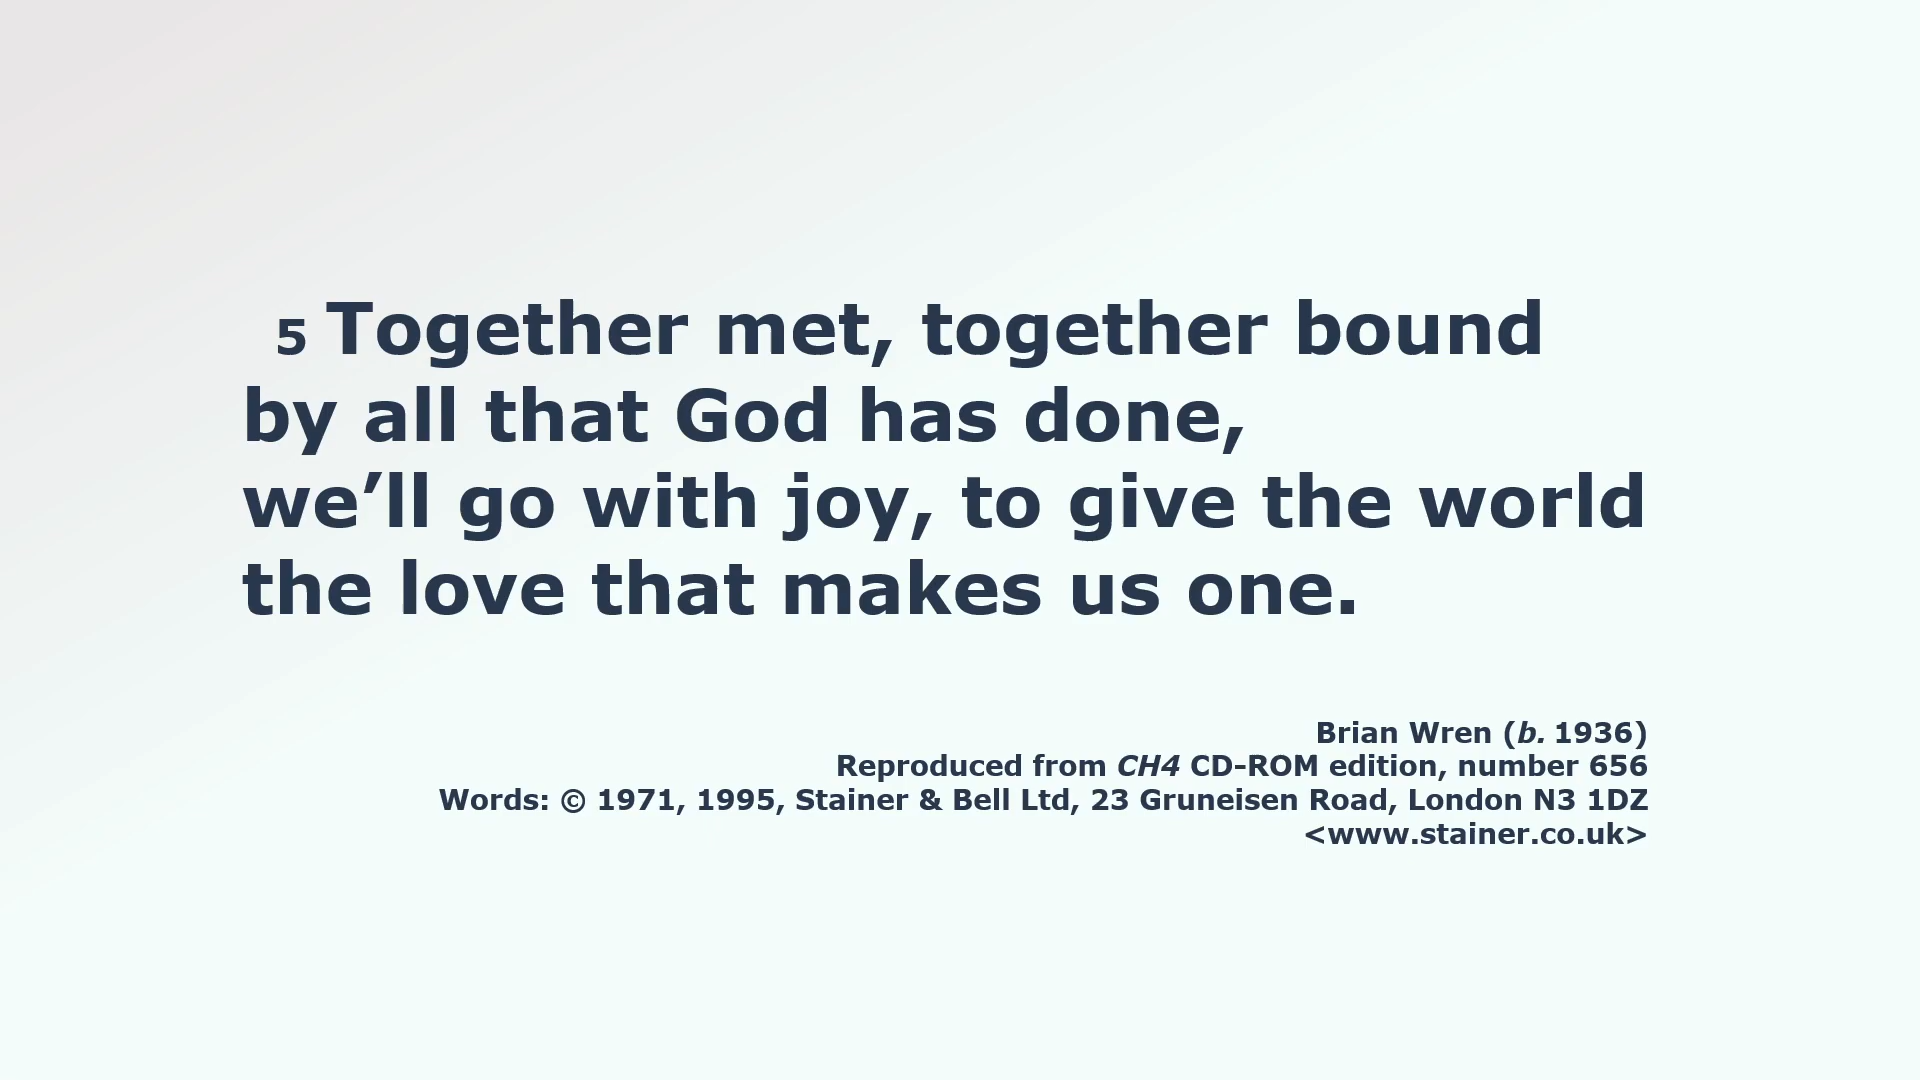 5 Together met, together bound
by all that God has done,
we’ll go with joy, to give the world
the love that makes us one.
Brian Wren (b. 1936)
Reproduced from CH4 CD-ROM edition, number 656
Words: © 1971, 1995, Stainer & Bell Ltd, 23 Gruneisen Road, London N3 1DZ
<www.stainer.co.uk>